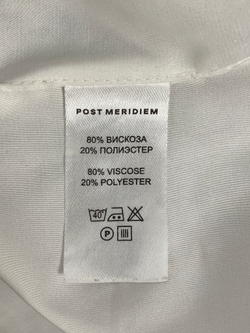 POST MERIDIEM
80% ВИСКОЗА
20% ПОЛИЭСТЕР
80% VISCOSE
20% POLYESTER
40°
P